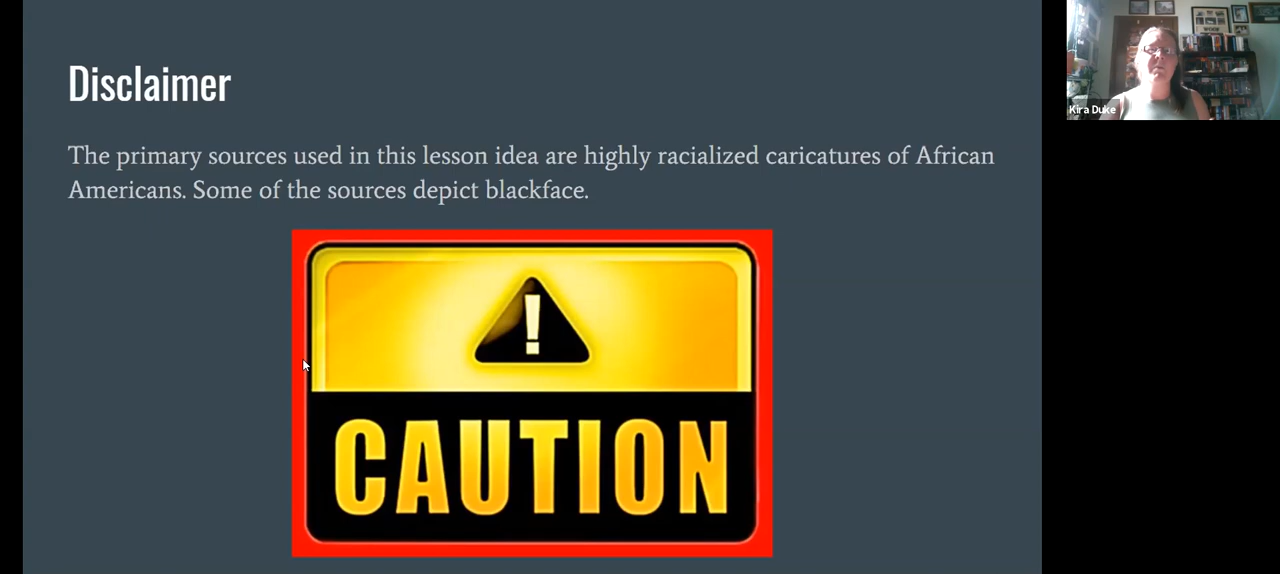 Disclaimer
The primary sources used in this lesson idea are highly racialized caricatures of African
Americans. Some of the sources depict blackface.
!
CAUTION
Kira Duke